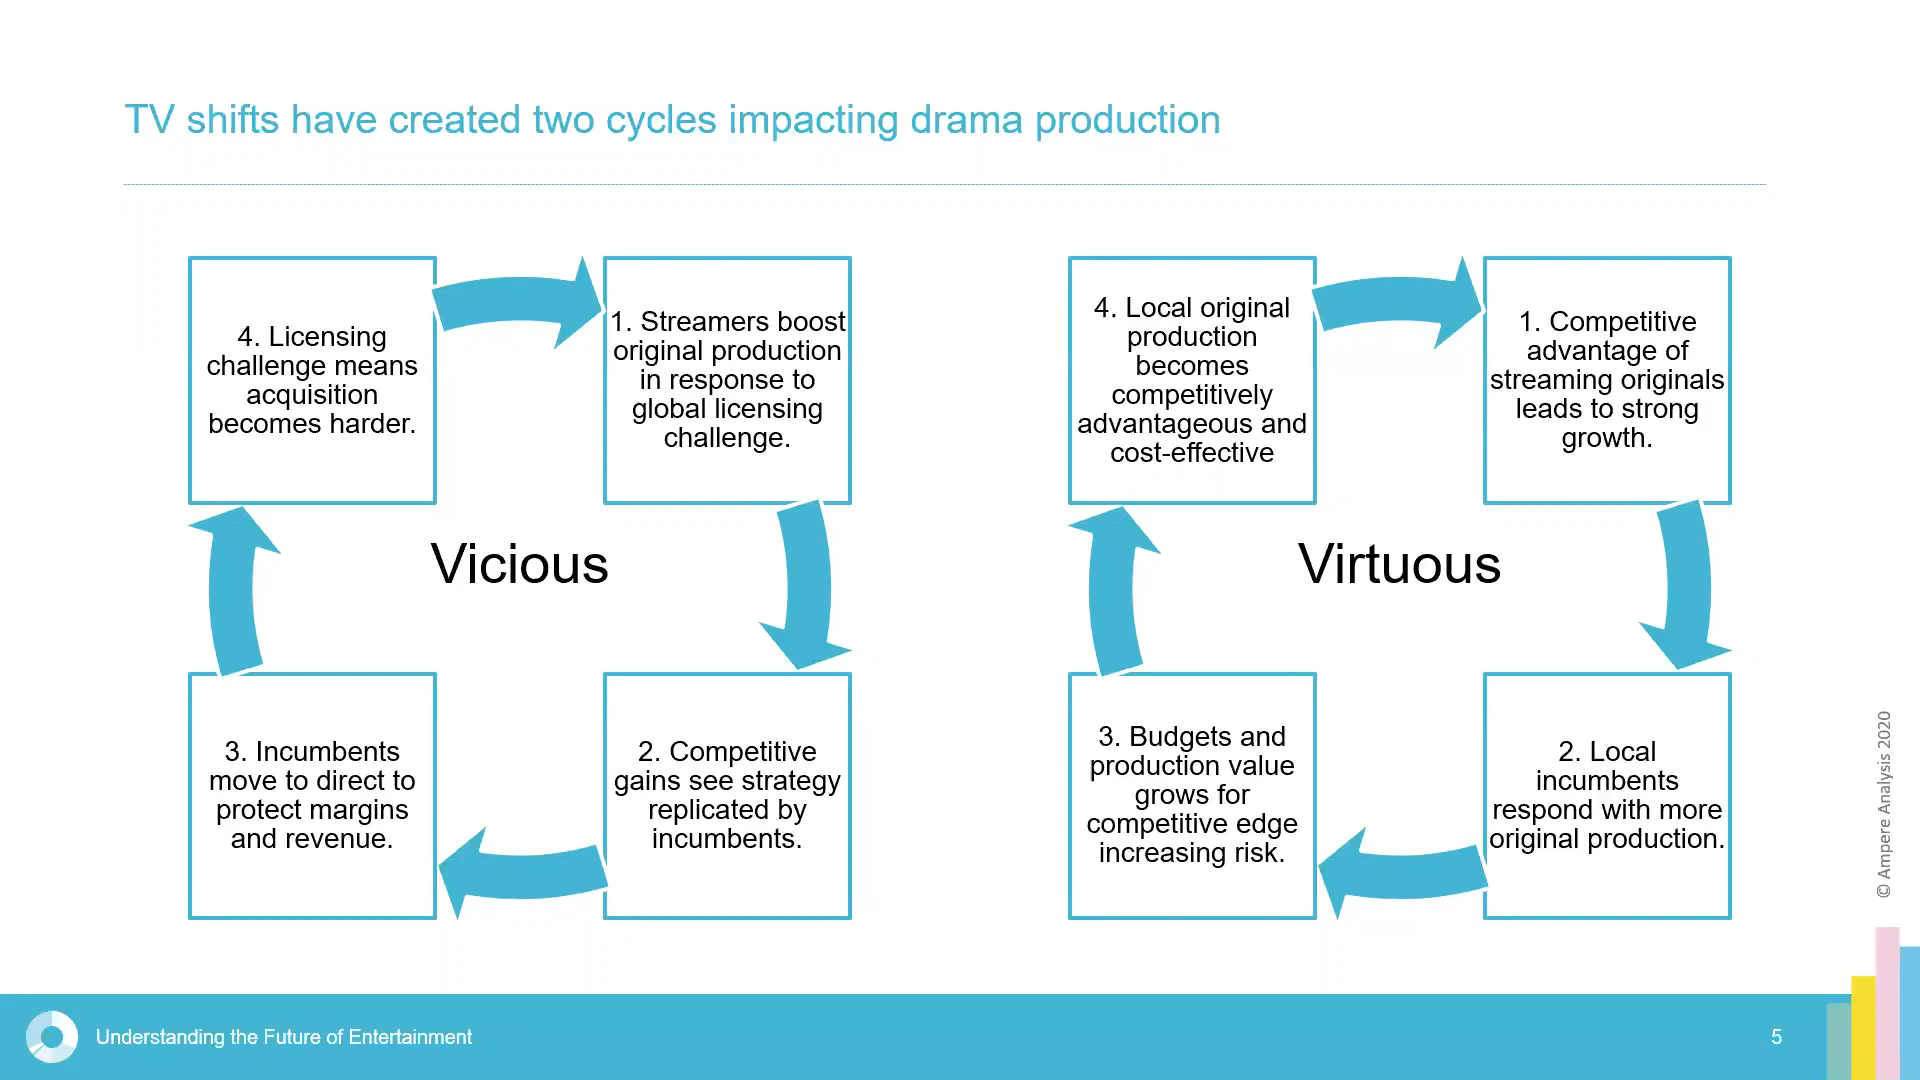 TV shifts have created two cycles impacting drama production
4. Licensing
challenge means
acquisition
becomes harder.
1. Streamers boost
original production
in response to
global licensing
challenge.
Vicious
3. Incumbents
move to direct to
protect margins
and revenue.
2. Competitive
gains see strategy
replicated by
incumbents.
4. Local original
production
becomes
competitively
advantageous and
cost-effective
1. Competitive
advantage of
streaming originals
leads to strong
growth.
Virtuous
3. Budgets and
production value
grows for
competitive edge
increasing risk.
2. Local
incumbents
respond with more
original production.
© Ampere Analysis 2020
Understanding the Future of Entertainment
5